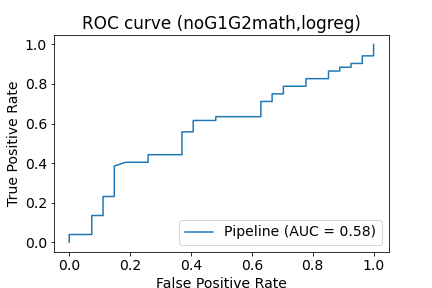 ROC curve (noG1G2math,logreg)
True Positive Rate
1.0
0.8
0.6
0.4
0.2
0.0
Pipeline (AUC = 0.58)
0.0 0.2 0.4 0.6 0.8 1.0
False Positive Rate